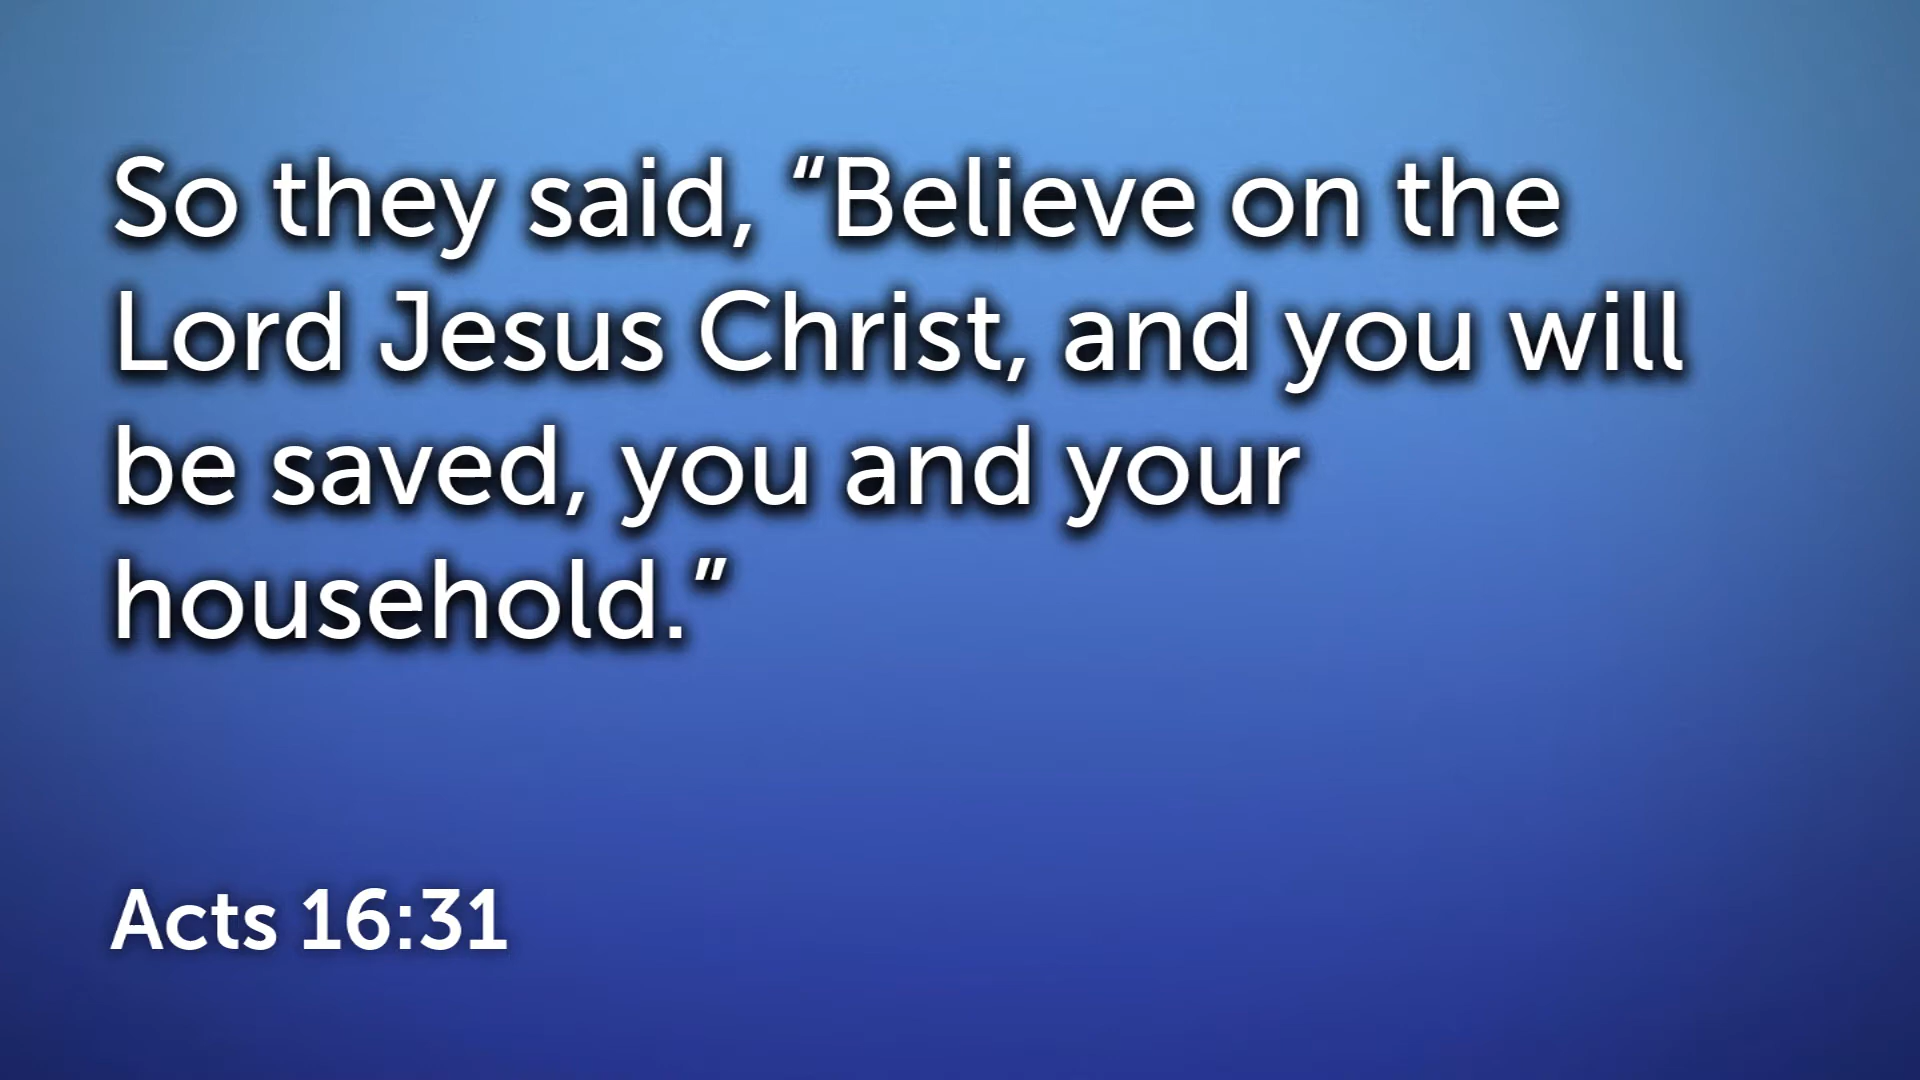 So they said, “Believe on the
Lord Jesus Christ, and you will
be saved, you and your
household.”
Acts 16:31